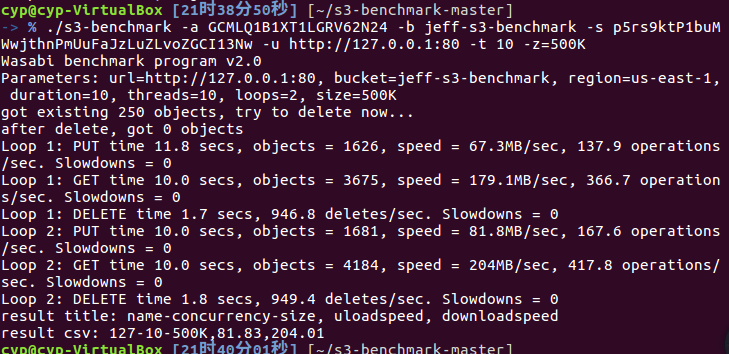 cyp@cyp-VirtualBox [21时38分50秒] [~/s3-benchmark-master]
-> % ./s3-benchmark -a GCMLQ1B1XT1LGRV62N24 -b jeff-s3-benchmark -s p5rs9ktP1buM
WwjthnPmUuFaJzLuZLvoZGCI13Nw -u http://127.0.0.1:80 -t 10 -z=500K
Wasabi benchmark program v2.0
Parameters: url=http://127.0.0.1:80, bucket=jeff-s3-benchmark, region=us-east-1,
 duration=10, threads=10, loops=2, size=500K
got existing 250 objects, try to delete now...
after delete, got 0 objects
Loop 1: PUT time 11.8 secs, objects = 1626, speed = 67.3MB/sec, 137.9 operations
/sec. Slowdowns = 0
Loop 1: GET time 10.0 secs, objects = 3675, speed = 179.1MB/sec, 366.7 operation
s/sec. Slowdowns = 0
Loop 1: DELETE time 1.7 secs, 946.8 deletes/sec. Slowdowns = 0
Loop 2: PUT time 10.0 secs, objects = 1681, speed = 81.8MB/sec, 167.6 operations
/sec. Slowdowns = 0
Loop 2: GET time 10.0 secs, objects = 4184, speed = 204MB/sec, 417.8 operations/
sec. Slowdowns = 0
Loop 2: DELETE time 1.8 secs, 949.4 deletes/sec. Slowdowns = 0
result title: name-concurrency-size, uloadspeed, downloadspeed
result csv: 127-10-500K,81.83,204.01
cyp@cyp-VirtualBox [21时40分01秒] [~/s3-benchmark-master]